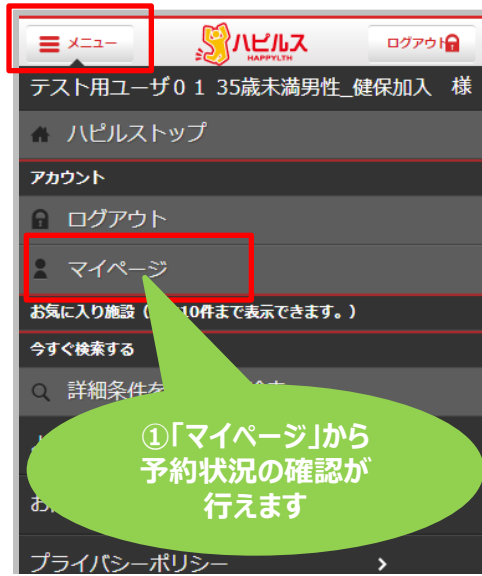 メニュー
ハピルス
HAPPYLTH
ログアウト
テスト用ユーザ01 35歳未満男性_健保加入 様
ハピルストップ
アカウント
ログアウト
マイページ
お気に入り施設( 10件まで表示できます。)
今すぐ検索する
詳細条件を
①「マイページ」から
予約状況の確認が
行えます
お
プライバシーポリシー